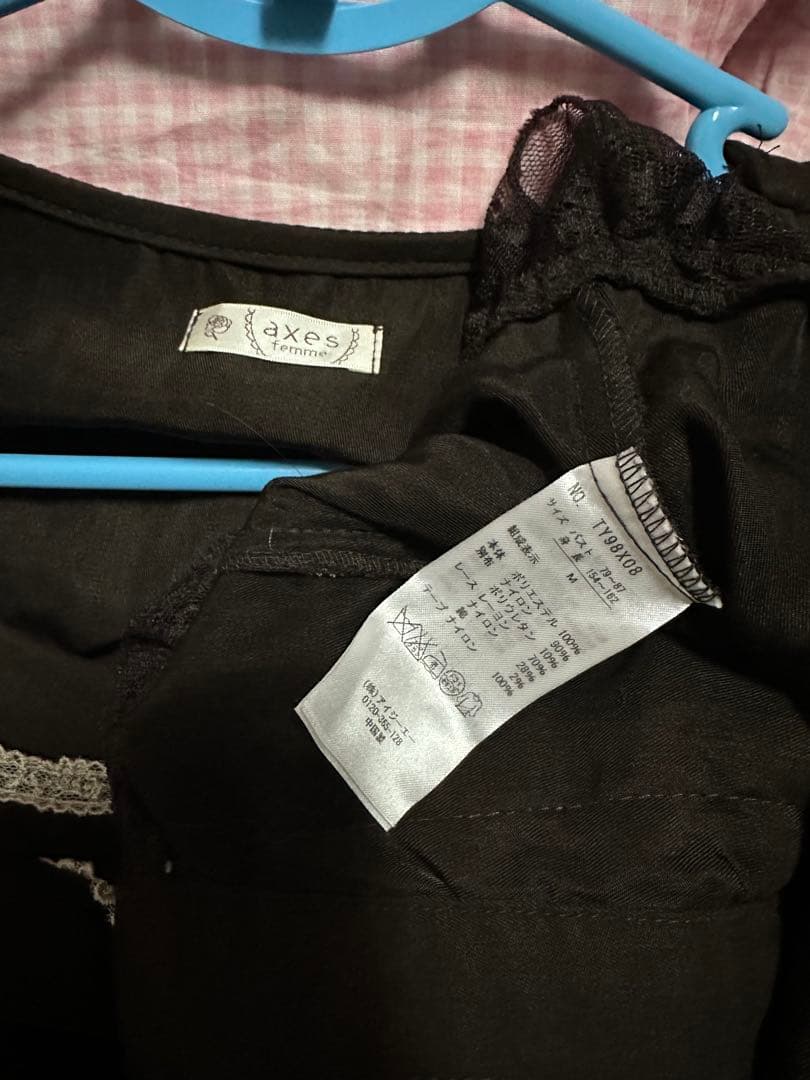 axes
femme
NO. TY98X08
サイズ バスト 79~87
身長 154~162
M
組成表示
本体 ポリエステル 100%
別布 ナイロン 90%
ポリウレタン 10%
レース レーヨン 70%
ナイロン 28%
綿 2%
テープ ナイロン 100%
(株)アイジーエー
0120-365-128
中国製